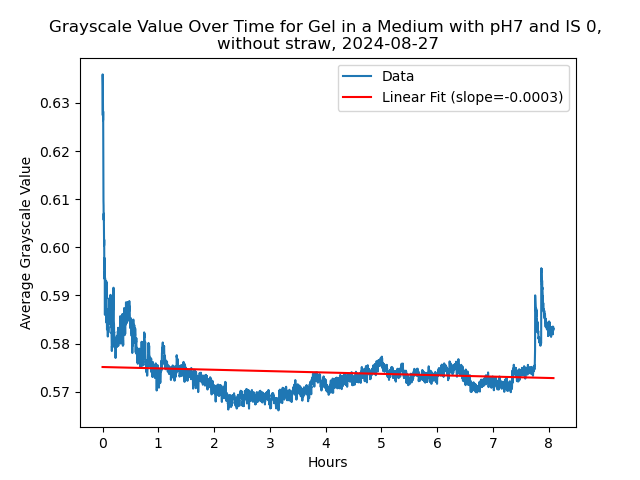 Grayscale Value Over Time for Gel in a Medium with pH7 and IS 0,
without straw, 2024-08-27
Data
Linear Fit (slope=-0.0003)
Average Grayscale Value
0.63
0.62
0.61
0.60
0.59
0.58
0.57
0 1 2 3 4 5 6 7 8
Hours